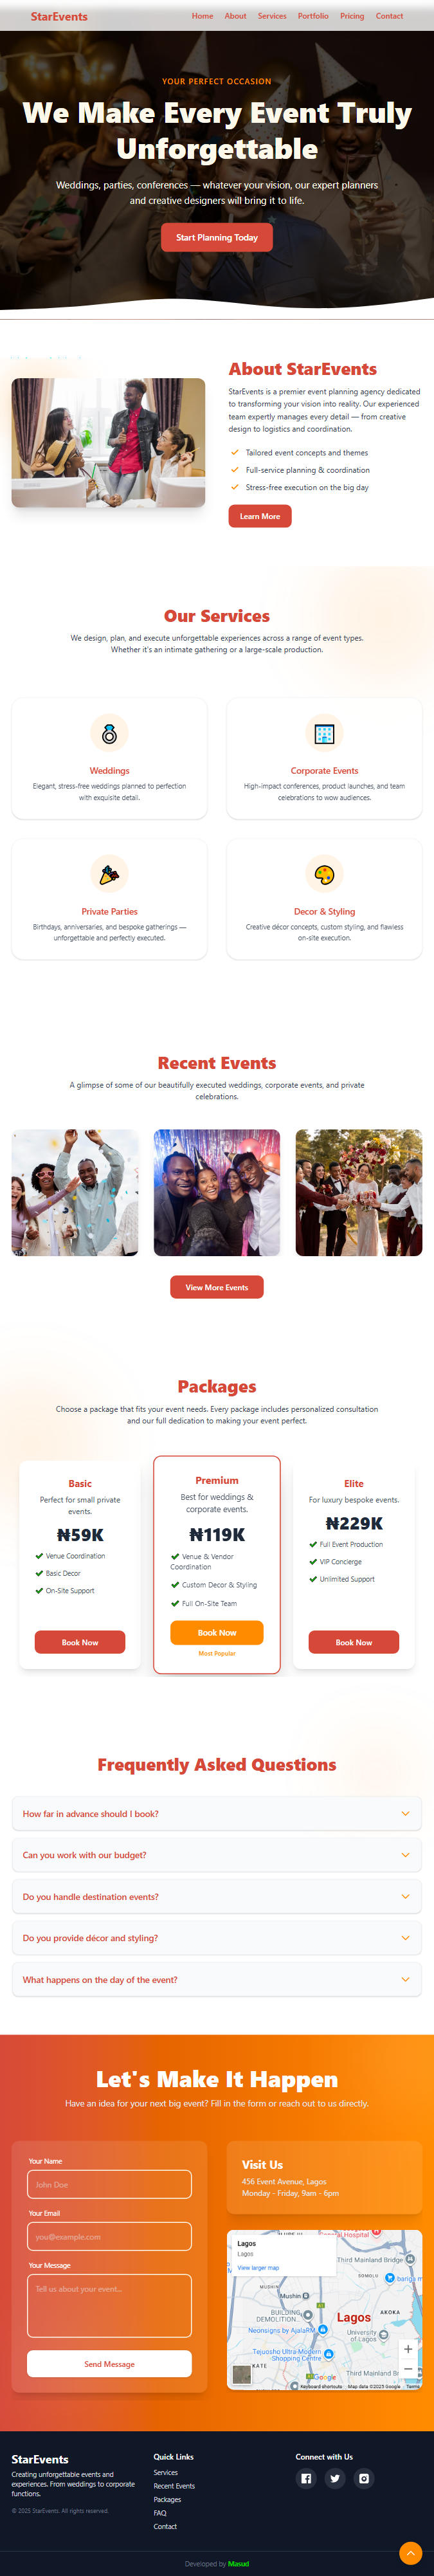 StarEvents
Home About Services Portfolio Pricing Contact
YOUR PERFECT OCCASION
We Make Every Event Truly
Unforgettable
Weddings, parties, conferences — whatever your vision, our expert planners
and creative designers will bring it to life.
Start Planning Today
About StarEvents
StarEvents is a premier event planning agency dedicated
to transforming your vision into reality. Our experienced
team expertly manages every detail — from creative
design to logistics and coordination.
Tailored event concepts and themes
Full-service planning & coordination
Stress-free execution on the big day
Learn More
Our Services
We design, plan, and execute unforgettable experiences across a range of event types.
Whether it's an intimate gathering or a large-scale production.
Weddings
Elegant, stress-free weddings planned to perfection
with exquisite detail.
Corporate Events
High-impact conferences, product launches, and team
celebrations to wow audiences.
Private Parties
Birthdays, anniversaries, and bespoke gatherings —
unforgettable and perfectly executed.
Decor & Styling
Creative décor concepts, custom styling, and flawless
on-site execution.
Recent Events
A glimpse of some of our beautifully executed weddings, corporate events, and private
celebrations.
View More Events
Packages
Choose a package that fits your event needs. Every package includes personalized consultation
and our full dedication to making your event perfect.
Basic
Perfect for small private
events.
₦59K
Venue Coordination
Basic Decor
On-Site Support
Book Now
Premium
Best for weddings &
corporate events.
₦119K
Venue & Vendor
Coordination
Custom Decor & Styling
Full On-Site Team
Book Now
Most Popular
Elite
For luxury bespoke events.
₦229K
Full Event Production
VIP Concierge
Unlimited Support
Book Now
Frequently Asked Questions
How far in advance should I book?
Can you work with our budget?
Do you handle destination events?
Do you provide décor and styling?
What happens on the day of the event?
Let's Make It Happen
Have an idea for your next big event? Fill in the form or reach out to us directly.
Your Name
John Doe
Your Email
you@example.com
Your Message
Tell us about your event...
Send Message
Visit Us
456 Event Avenue, Lagos
Monday - Friday, 9am - 6pm
Lagos
Lagos
View larger map
General Hospital
Third Mainland Bridge
SOMOLU
MUSHIN
Mushin
BUILDING
DEMOLITION...
Lagos
AKOKA
Neonsigns by AjalaRM
University
of Lagos
Tejuosho Ultra-Modern
Shopping Centre
Google
Keyboard shortcuts Map data ©2025 Google Terms
StarEvents
Creating unforgettable events and
experiences. From weddings to corporate
functions.
© 2025 StarEvents. All rights reserved.
Quick Links
Services
Recent Events
Packages
FAQ
Contact
Connect with Us
Developed by Masud